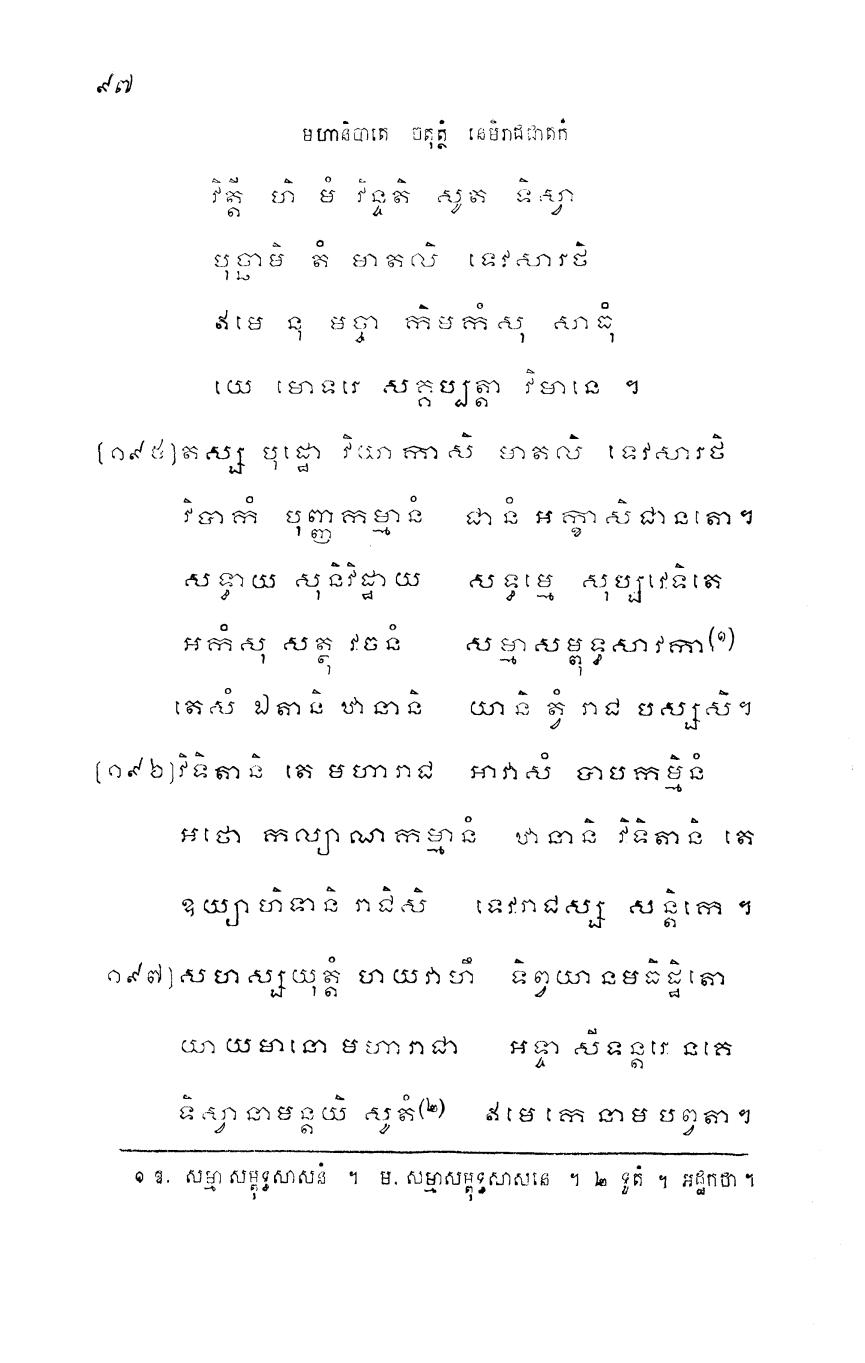 ៩៧
មហានិបាតេ ចតុត្ថំ នេមិរាជជាតកំ
វិត្តី ហិ មំ វិន្ទតិ សូត ទិស្វា
បុច្ឆាមិ តំ មាតលិ ទេវសារថិ
ឥមេ នុ មច្ចា កិមកំសុ សាធុំ
យេ មោទរេ សគ្គប្បត្តា វិមានេ ។
(១៩៥)តស្ស បុដ្ឋោ វិយាកាសិ មាតលិ ទេវសារថិ
វិបាកំ បុញ្ញកម្មានំ ជានំ អក្ខាសិជានតោ។
សទ្ធាយ សុនិវិដ្ឋាយ សទ្ធម្មេ សុប្បវេទិតេ
អកំសុ សត្ថុ វចនំ សម្មាសម្ពុទ្ធសាវកា(១)
តេសំ ឯតានិ ឋានានិ យានិ ត្វំ រាជ បស្សសិ។
(១៩៦)វិទិតានិ តេ មហារាជ អាវាសំ បាបកម្មិនំ
អថោ កល្យាណកម្មានំ ឋានានិ វិទិតានិ តេ
ឧយ្យាហិទានិ រាជិសិ ទេវរាជស្ស សន្តិកេ ។
១៩៧)សហស្សយុត្តំ ហយវាហឹ ទិព្វយានមធិដ្ឋិតោ
យាយមានោ មហារាជា អទ្ទា សីទន្តរេ នគេ
ទិស្វានាមន្តយិ សូតំ(២) ឥមេ កេ នាម បព្វតា។
១ ឱ. សម្មាសម្ពុទ្ធសាសនំ ។ ម. សម្មាសម្ពុទ្ធសាសនេ ។ ២ ទូតំ ។ អដ្ឋកថា ។